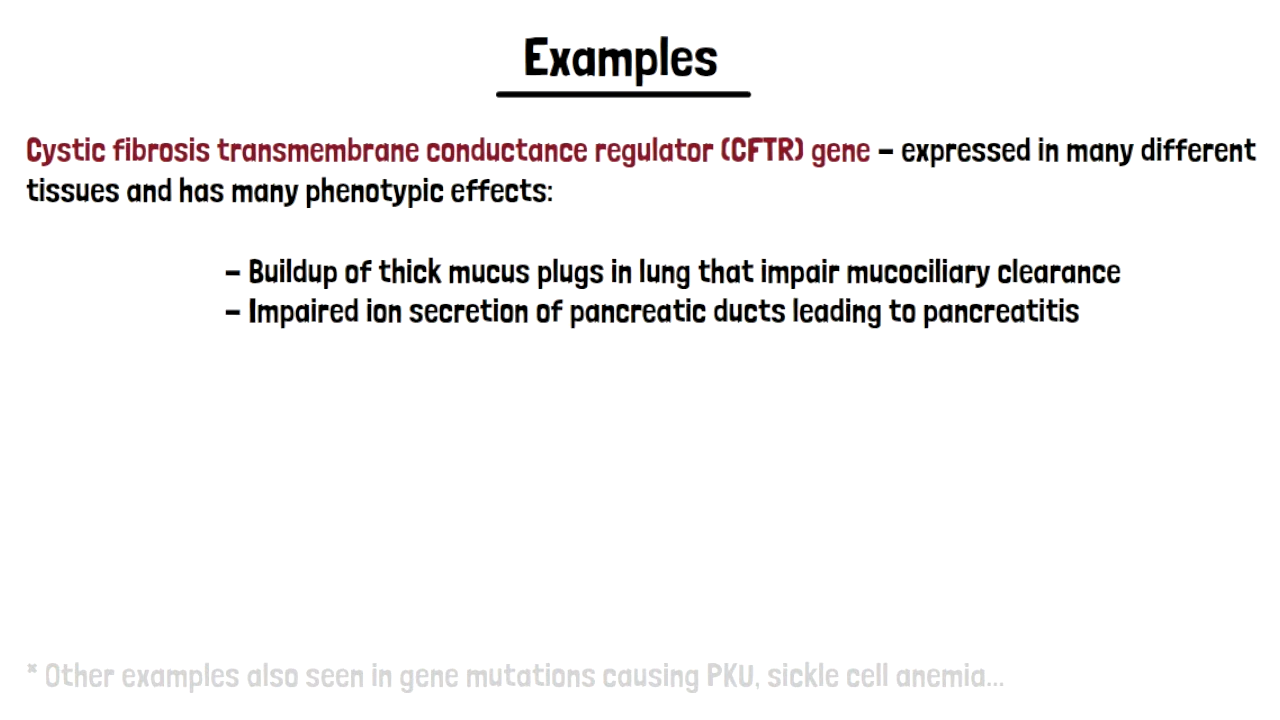 Examples
Cystic fibrosis transmembrane conductance regulator (CFTR) gene – expressed in many different
tissues and has many phenotypic effects:
– Buildup of thick mucus plugs in lung that impair mucociliary clearance
– Impaired ion secretion of pancreatic ducts leading to pancreatitis
* Other examples also seen in gene mutations causing PKU, sickle cell anemia...